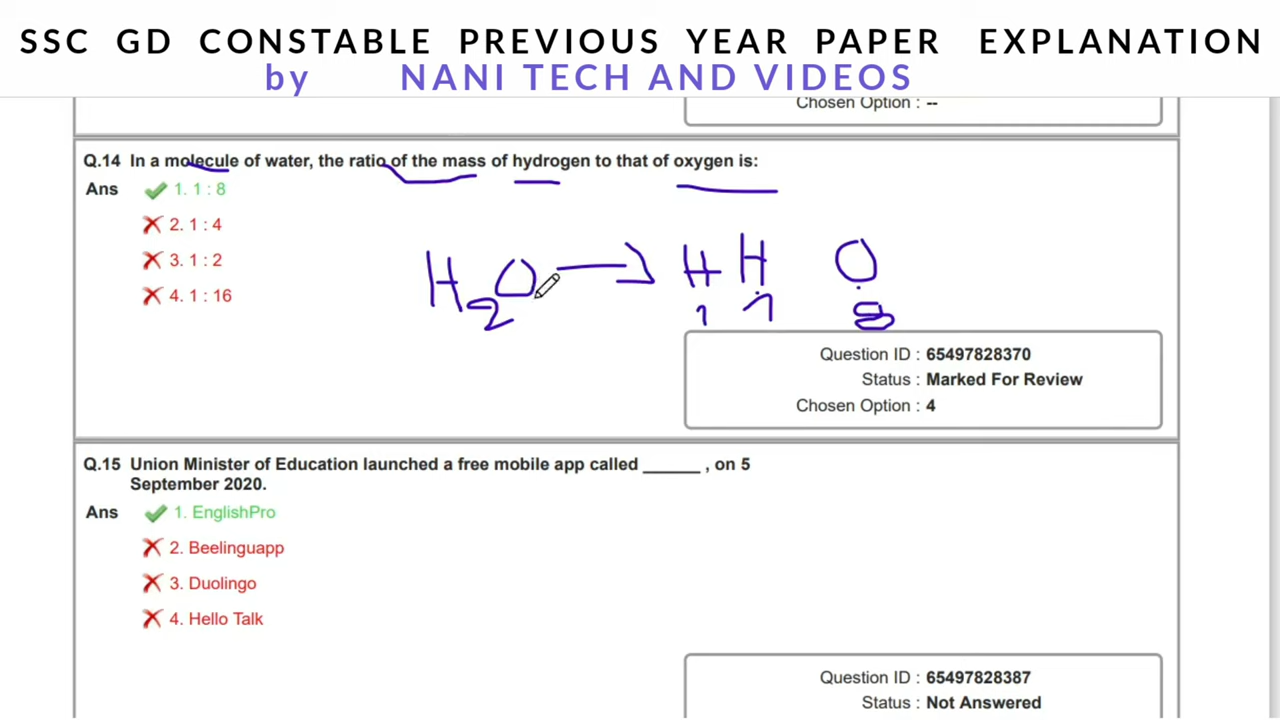 SSC GD CONSTABLE PREVIOUS YEAR PAPER EXPLANATION
by NANI TECH AND VIDEOS
Chosen Option : --
Q.14 In a molecule of water, the ratio of the mass of hydrogen to that of oxygen is:
Ans 1. 1 : 8
2. 1 : 4
3. 1 : 2
4. 1 : 16
H2O → H H O
1 1 8
Question ID : 65497828370
Status : Marked For Review
Chosen Option : 4
Q.15 Union Minister of Education launched a free mobile app called ______ , on 5
September 2020.
Ans 1. EnglishPro
2. Beelinguapp
3. Duolingo
4. Hello Talk
Question ID : 65497828387
Status : Not Answered